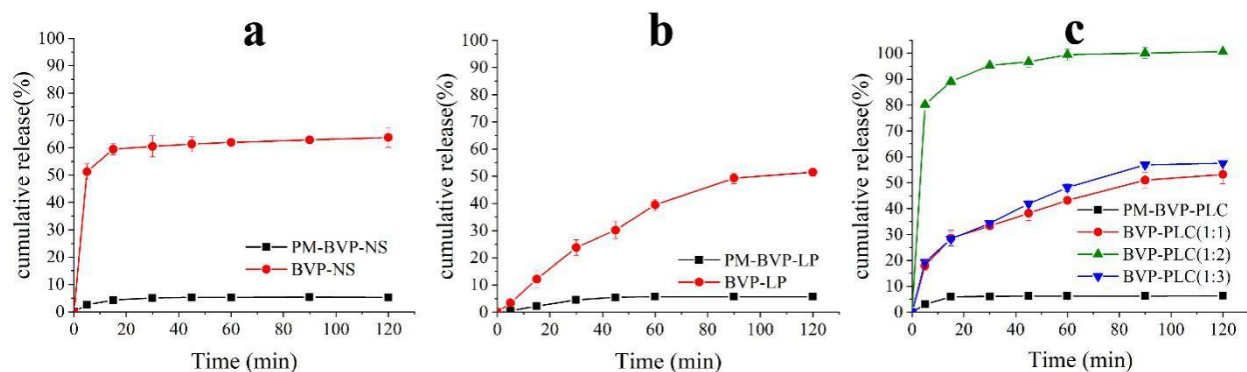 a
100
90
80
70
60
50
40
30
20
10
0
cumulative release(%)
PM-BVP-NS
BVP-NS
0 20 40 60 80 100 120
Time (min)
b
100
90
80
70
60
50
40
30
20
10
0
cumulative release(%)
PM-BVP-LP
BVP-LP
0 20 40 60 80 100 120
Time (min)
c
100
90
80
70
60
50
40
30
20
10
0
cumulative release(%)
PM-BVP-PLC
BVP-PLC(1:1)
BVP-PLC(1:2)
BVP-PLC(1:3)
0 20 40 60 80 100 120
Time (min)